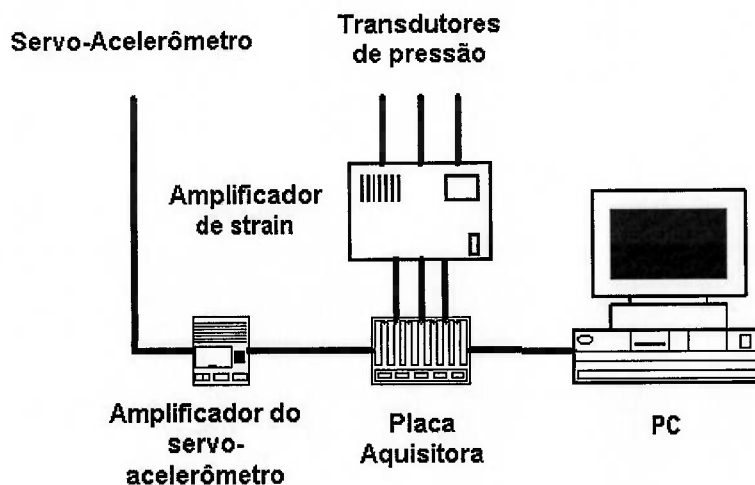 Servo-Acelerômetro
Transdutores
de pressão
Amplificador
de strain
Amplificador do
servo-
acelerômetro
Placa
Aquisitora
PC